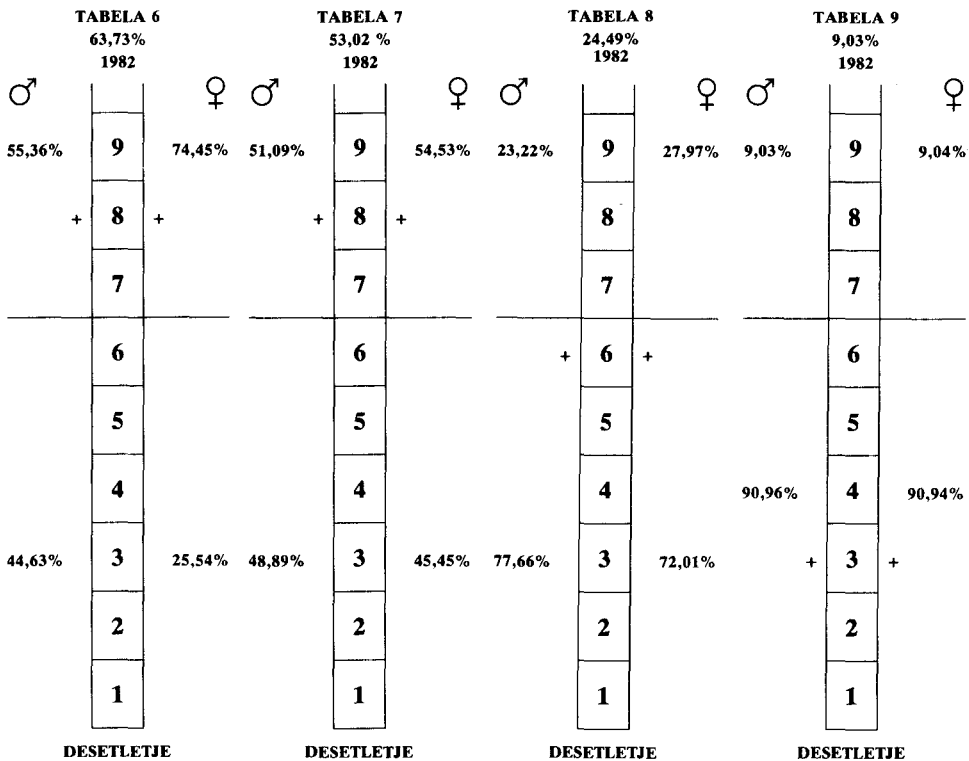 TABELA 6
63,73%
1982
♂ ♀
55,36% 9 74,45%
+ 8 +
7
6
5
4
44,63% 3 25,54%
2
1
DESETLETJE
TABELA 7
53,02 %
1982
♂ ♀
51,09% 9 54,53%
+ 8 +
7
6
5
4
48,89% 3 45,45%
2
1
DESETLETJE
TABELA 8
24,49%
1982
♂ ♀
23,22% 9 27,97%
8
7
+ 6 +
5
4
77,66% 3 72,01%
2
1
DESETLETJE
TABELA 9
9,03%
1982
♂ ♀
9,03% 9 9,04%
8
7
6
5
90,96% 4 90,94%
+ 3 +
2
1
DESETLETJE